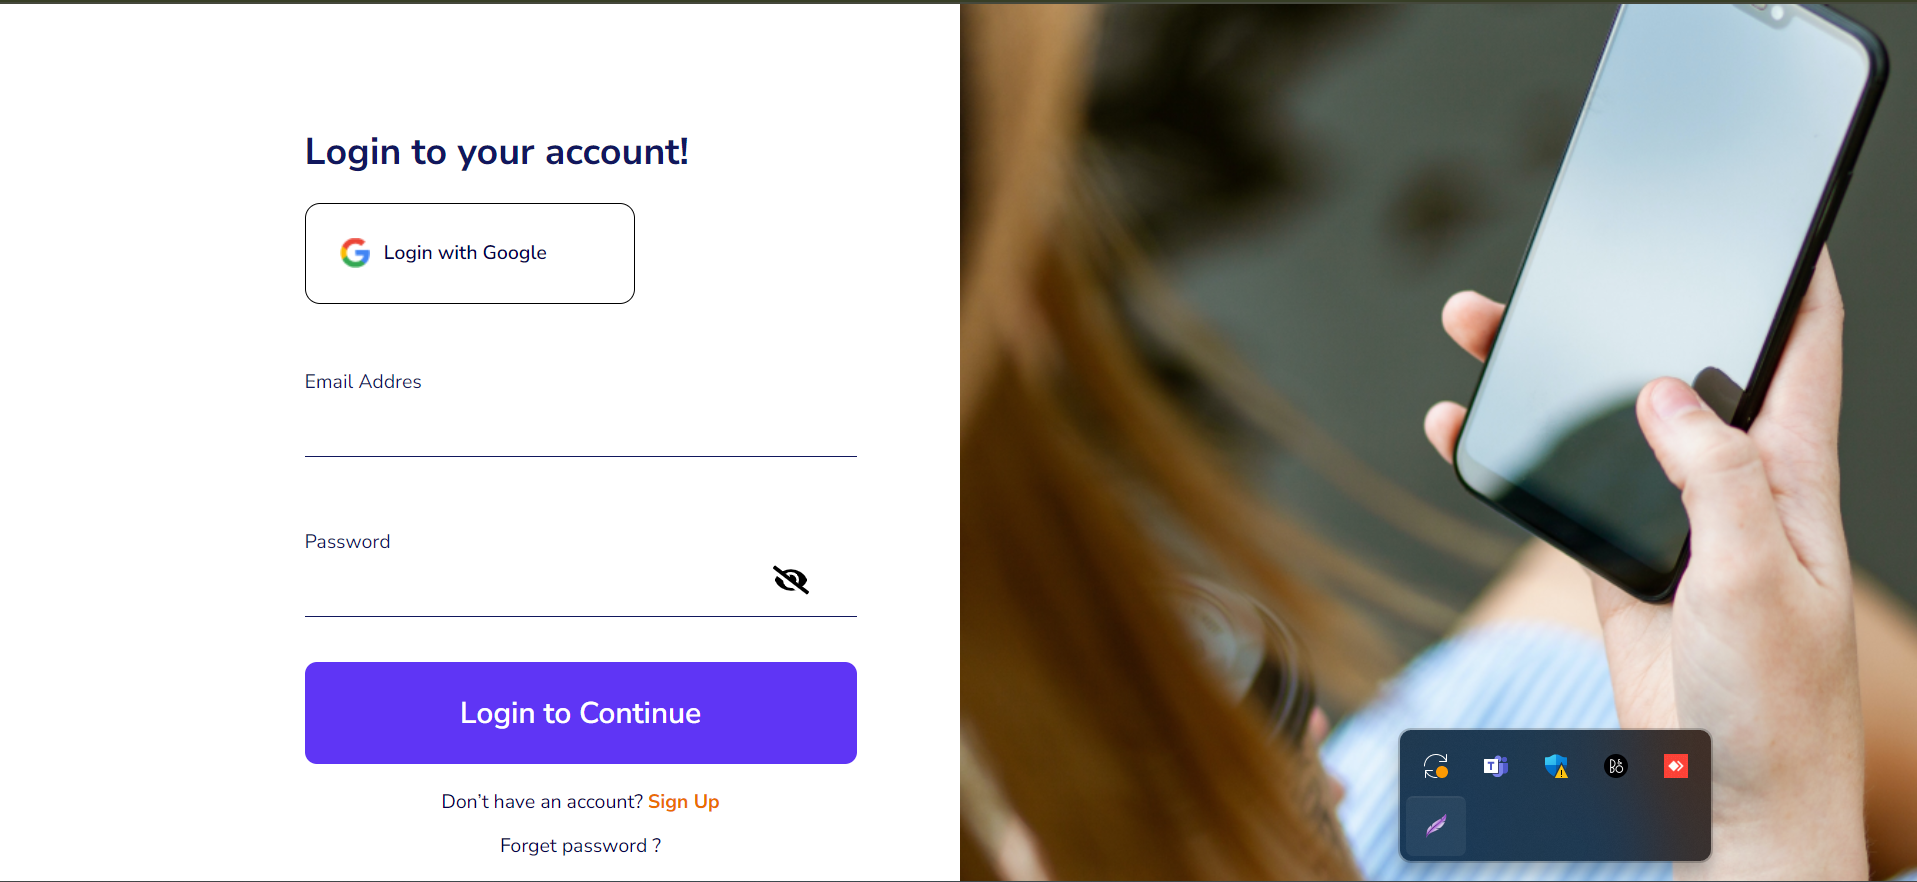 Login to your account!
Login with Google
Email Addres
Password
Login to Continue
Don’t have an account? Sign Up
Forget password ?